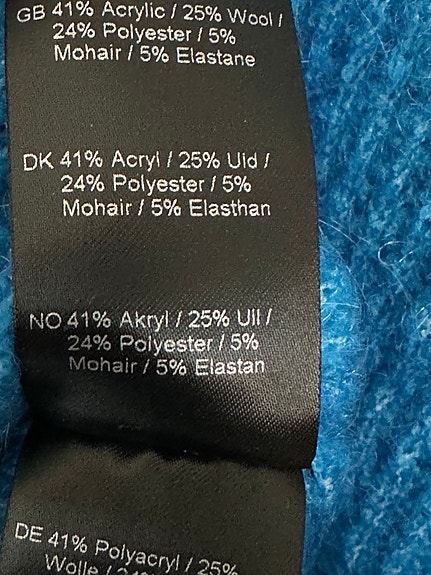 GB 41% Acrylic / 25% Wool /
24% Polyester / 5%
Mohair / 5% Elastane
DK 41% Acryl / 25% Uld /
24% Polyester / 5%
Mohair / 5% Elasthan
NO 41% Akryl / 25% Ull /
24% Polyester / 5%
Mohair / 5% Elastan
DE 41% Polyacryl / 25%
Wolle / 24%